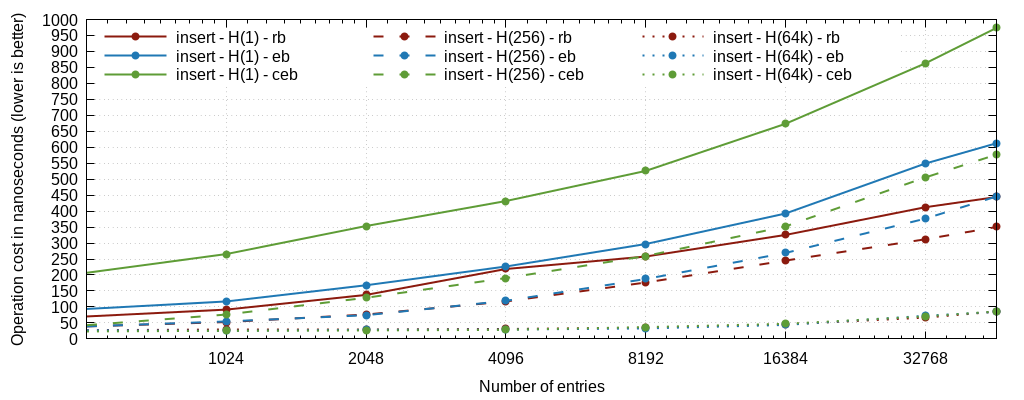 Operation cost in nanoseconds (lower is better)
1000
950
900
850
800
750
700
650
600
550
500
450
400
350
300
250
200
150
100
50
0
insert - H(1) - rb
insert - H(1) - eb
insert - H(1) - ceb
insert - H(256) - rb
insert - H(256) - eb
insert - H(256) - ceb
insert - H(64k) - rb
insert - H(64k) - eb
insert - H(64k) - ceb
1024 2048 4096 8192 16384 32768
Number of entries